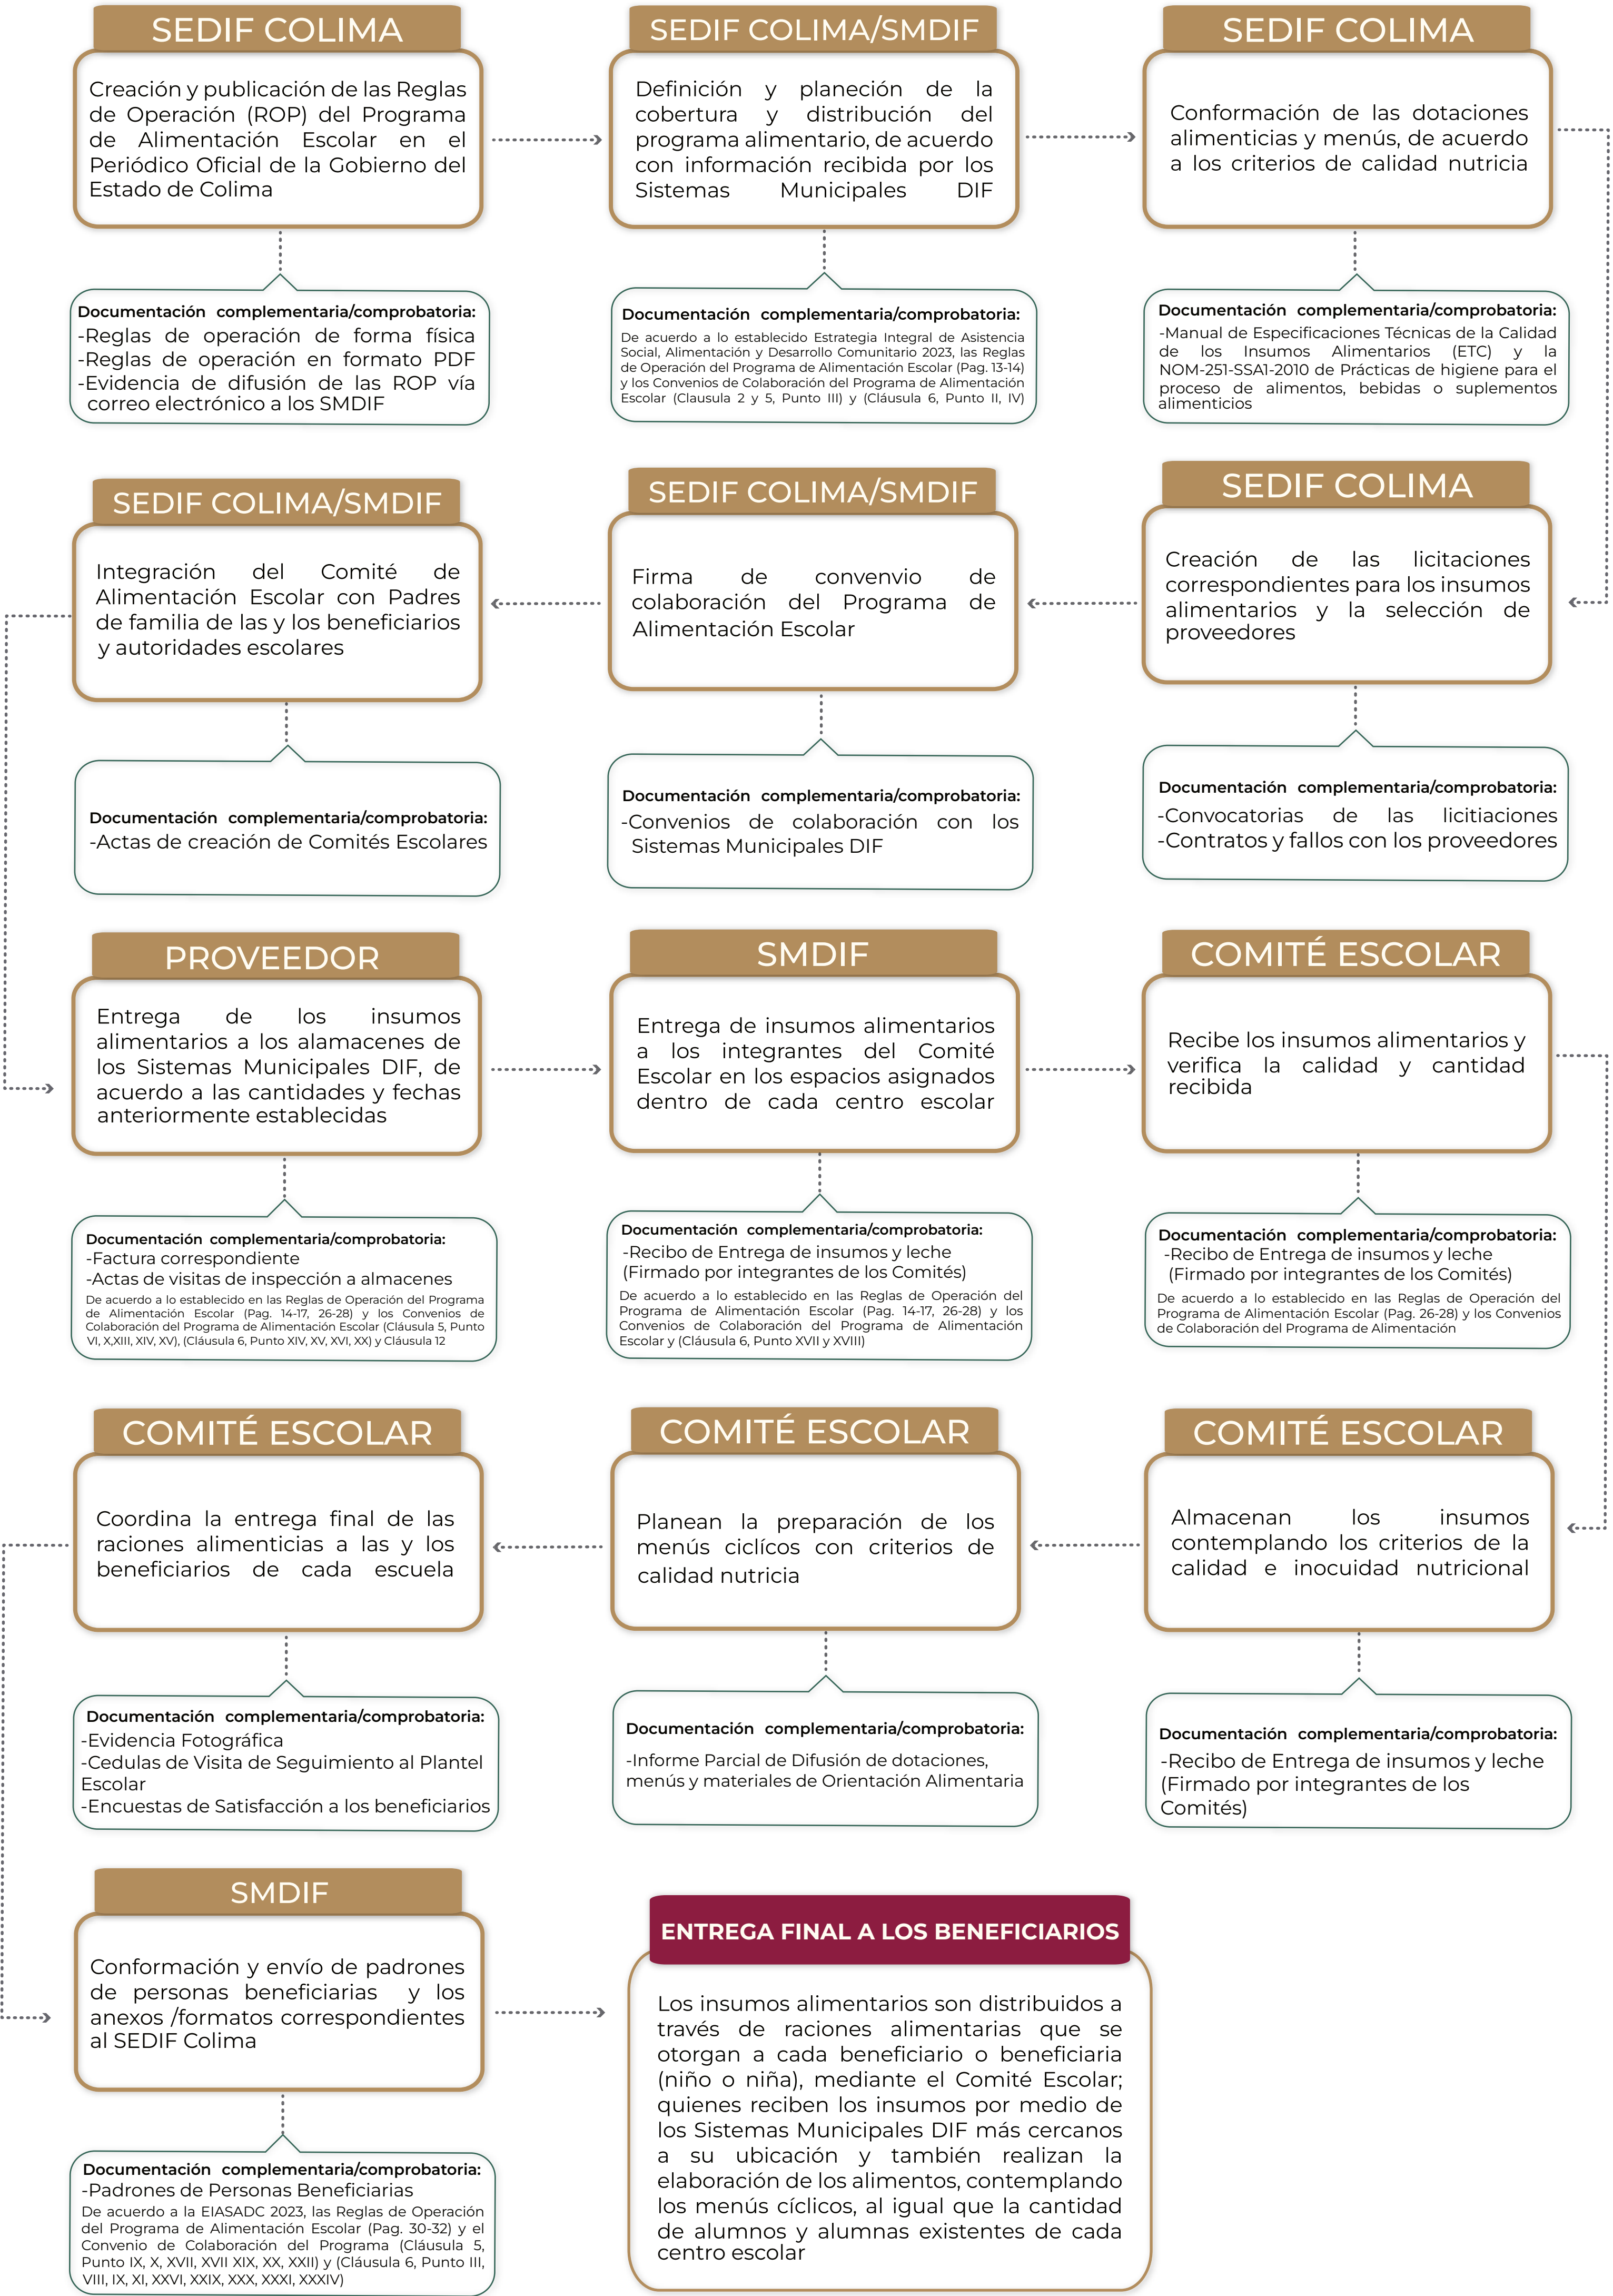 SEDIF COLIMA
Creación y publicación de las Reglas
de Operación (ROP) del Programa
de Alimentación Escolar en el
Periódico Oficial de la Gobierno del
Estado de Colima
Documentación complementaria/comprobatoria:
-Reglas de operación de forma física
-Reglas de operación en formato PDF
-Evidencia de difusión de las ROP vía
correo electrónico a los SMDIF
SEDIF COLIMA/SMDIF
Definición y planeción de la
cobertura y distribución del
programa alimentario, de acuerdo
con información recibida por los
Sistemas Municipales DIF
Documentación complementaria/comprobatoria:
De acuerdo a lo establecido Estrategia Integral de Asistencia
Social, Alimentación y Desarrollo Comunitario 2023, las Reglas
de Operación del Programa de Alimentación Escolar (Pag. 13-14)
y los Convenios de Colaboración del Programa de Alimentación
Escolar (Clausula 2 y 5, Punto III) y (Cláusula 6, Punto II, IV)
SEDIF COLIMA
Conformación de las dotaciones
alimenticias y menús, de acuerdo
a los criterios de calidad nutricia
Documentación complementaria/comprobatoria:
-Manual de Especificaciones Técnicas de la Calidad
de los Insumos Alimentarios (ETC) y la
NOM-251-SSA1-2010 de Prácticas de higiene para el
proceso de alimentos, bebidas o suplementos
alimenticios
SEDIF COLIMA
Creación de las licitaciones
correspondientes para los insumos
alimentarios y la selección de
proveedores
Documentación complementaria/comprobatoria:
-Convocatorias de las licitiaciones
-Contratos y fallos con los proveedores
SEDIF COLIMA/SMDIF
Firma de convenvio de
colaboración del Programa de
Alimentación Escolar
Documentación complementaria/comprobatoria:
-Convenios de colaboración con los
Sistemas Municipales DIF
SEDIF COLIMA/SMDIF
Integración del Comité de
Alimentación Escolar con Padres
de familia de las y los beneficiarios
y autoridades escolares
Documentación complementaria/comprobatoria:
-Actas de creación de Comités Escolares
PROVEEDOR
Entrega de los insumos
alimentarios a los alamacenes de
los Sistemas Municipales DIF, de
acuerdo a las cantidades y fechas
anteriormente establecidas
Documentación complementaria/comprobatoria:
-Factura correspondiente
-Actas de visitas de inspección a almacenes
De acuerdo a lo establecido en las Reglas de Operación del Programa
de Alimentación Escolar (Pag. 14-17, 26-28) y los Convenios de
Colaboración del Programa de Alimentación Escolar (Cláusula 5, Punto
VI, X,XIII, XIV, XV), (Cláusula 6, Punto XIV, XV, XVI, XX) y Cláusula 12
SMDIF
Entrega de insumos alimentarios
a los integrantes del Comité
Escolar en los espacios asignados
dentro de cada centro escolar
Documentación complementaria/comprobatoria:
-Recibo de Entrega de insumos y leche
(Firmado por integrantes de los Comités)
De acuerdo a lo establecido en las Reglas de Operación del
Programa de Alimentación Escolar (Pag. 14-17, 26-28) y los
Convenios de Colaboración del Programa de Alimentación
Escolar y (Cláusula 6, Punto XVII y XVIII)
COMITÉ ESCOLAR
Recibe los insumos alimentarios y
verifica la calidad y cantidad
recibida
Documentación complementaria/comprobatoria:
-Recibo de Entrega de insumos y leche
(Firmado por integrantes de los Comités)
De acuerdo a lo establecido en las Reglas de Operación del
Programa de Alimentación Escolar (Pag. 26-28) y los Convenios
de Colaboración del Programa de Alimentación
COMITÉ ESCOLAR
Almacenan los insumos
contemplando los criterios de la
calidad e inocuidad nutricional
Documentación complementaria/comprobatoria:
-Recibo de Entrega de insumos y leche
(Firmado por integrantes de los
Comités)
COMITÉ ESCOLAR
Planean la preparación de los
menús ciclícos con criterios de
calidad nutricia
Documentación complementaria/comprobatoria:
-Informe Parcial de Difusión de dotaciones,
menús y materiales de Orientación Alimentaria
COMITÉ ESCOLAR
Coordina la entrega final de las
raciones alimenticias a las y los
beneficiarios de cada escuela
Documentación complementaria/comprobatoria:
-Evidencia Fotográfica
-Cedulas de Visita de Seguimiento al Plantel
Escolar
-Encuestas de Satisfacción a los beneficiarios
SMDIF
Conformación y envío de padrones
de personas beneficiarias y los
anexos /formatos correspondientes
al SEDIF Colima
Documentación complementaria/comprobatoria:
-Padrones de Personas Beneficiarias
De acuerdo a la EIASADC 2023, las Reglas de Operación
del Programa de Alimentación Escolar (Pag. 30-32) y el
Convenio de Colaboración del Programa (Cláusula 5,
Punto IX, X, XVII, XVII XIX, XX, XXII) y (Cláusula 6, Punto III,
VIII, IX, XI, XXVI, XXIX, XXX, XXXI, XXXIV)
ENTREGA FINAL A LOS BENEFICIARIOS
Los insumos alimentarios son distribuidos a
través de raciones alimentarias que se
otorgan a cada beneficiario o beneficiaria
(niño o niña), mediante el Comité Escolar;
quienes reciben los insumos por medio de
los Sistemas Municipales DIF más cercanos
a su ubicación y también realizan la
elaboración de los alimentos, contemplando
los menús cíclicos, al igual que la cantidad
de alumnos y alumnas existentes de cada
centro escolar